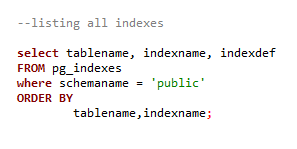 --listing all indexes
select tablename, indexname, indexdef
FROM pg_indexes
where schemaname = 'public'
ORDER BY
tablename,indexname;